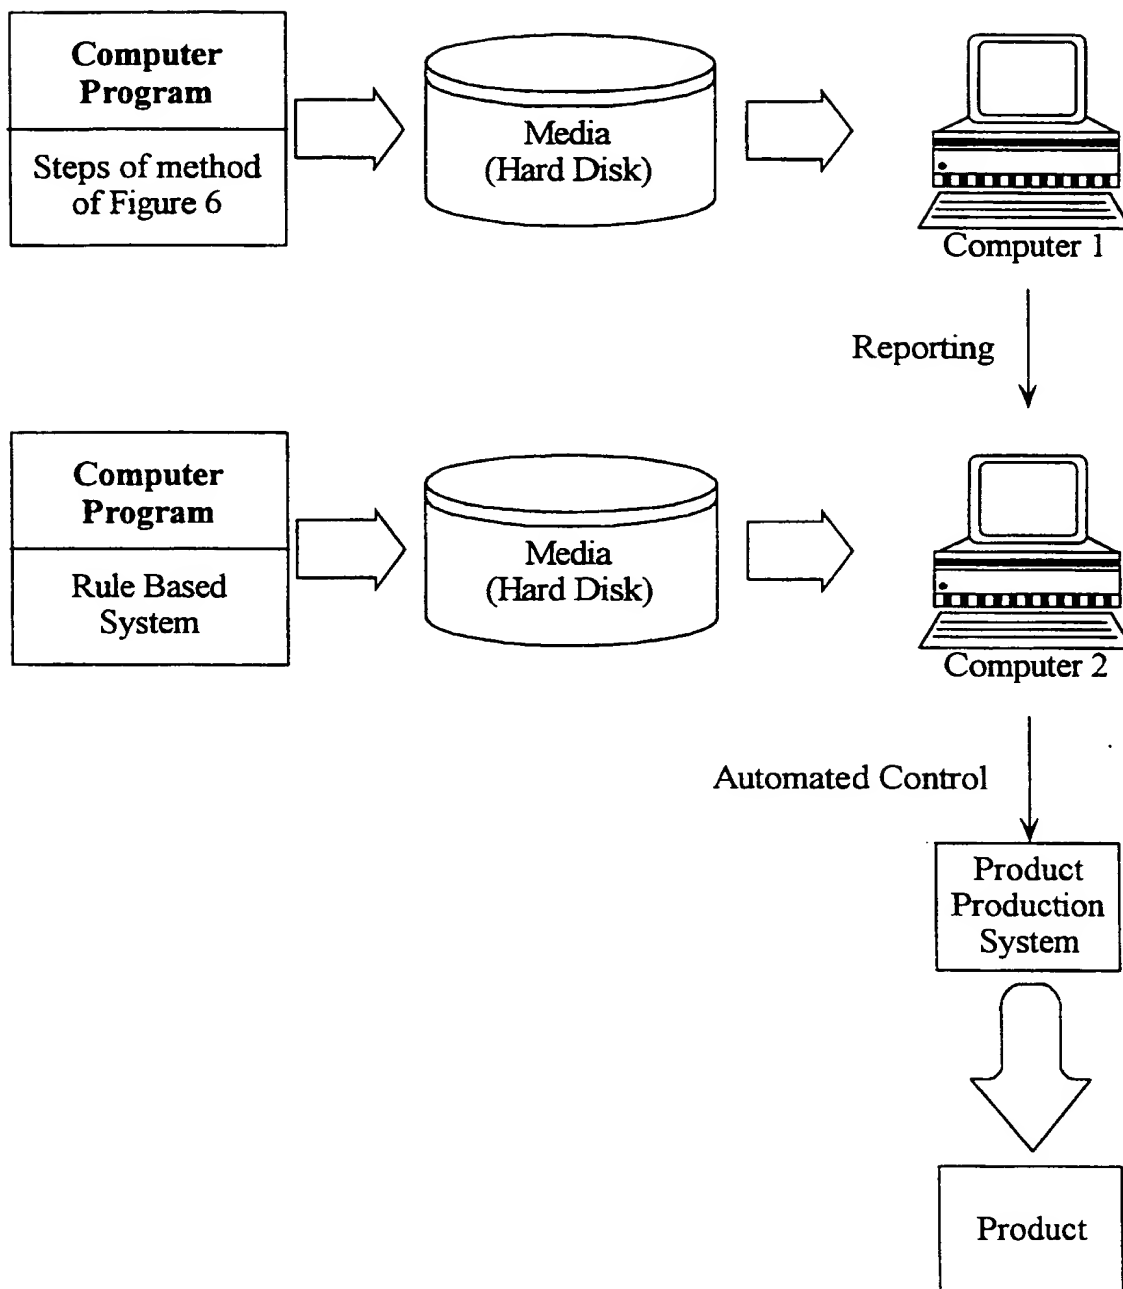 Computer
Program
Steps of method
of Figure 6
Media
(Hard Disk)
Computer 1
Reporting
Computer
Program
Rule Based
System
Media
(Hard Disk)
Computer 2
Automated Control
Product
Production
System
Product